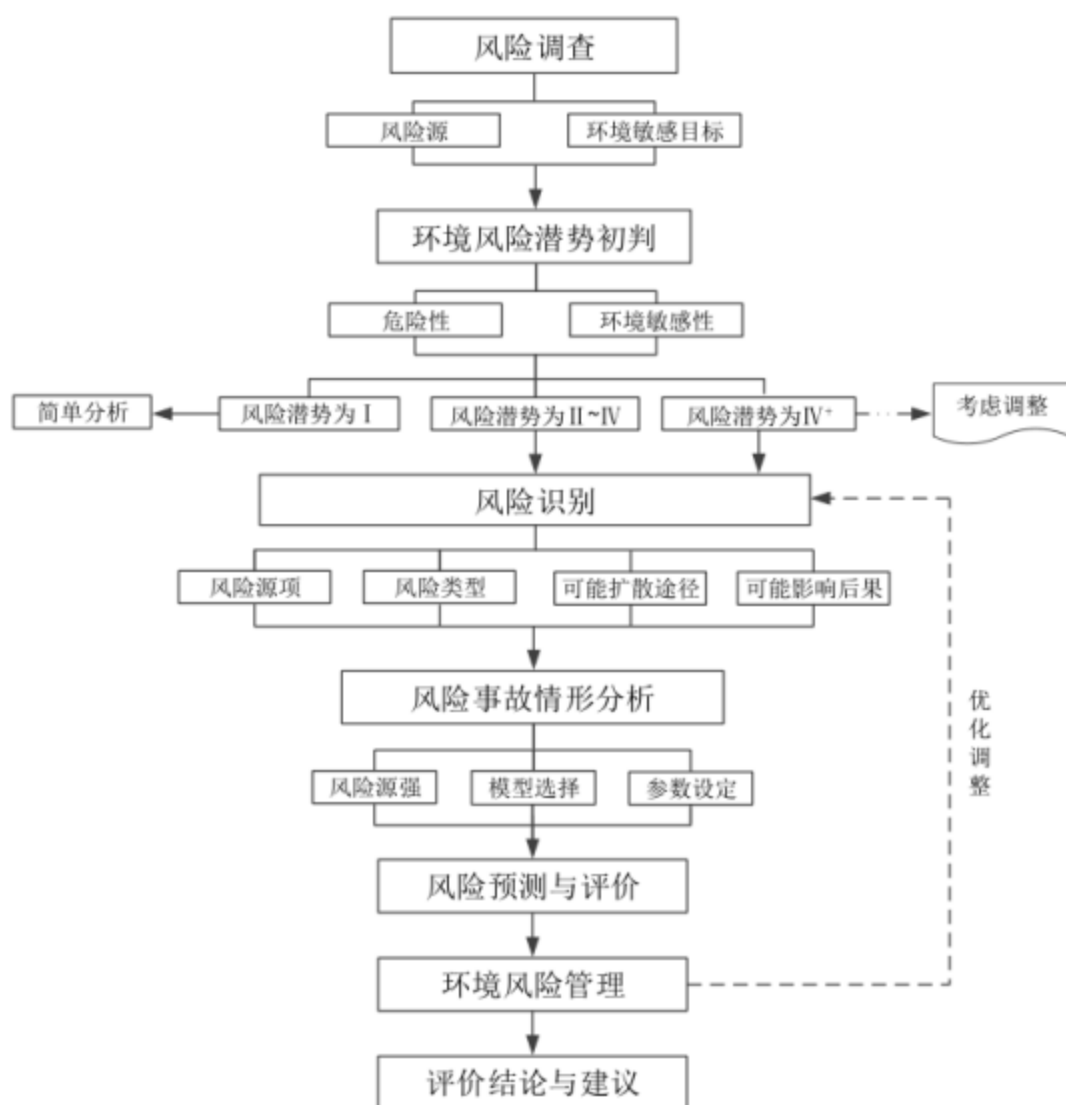 风险调查
风险源
环境敏感目标
环境风险潜势初判
危险性
环境敏感性
简单分析
风险潜势为Ⅰ
风险潜势为Ⅱ~Ⅳ
风险潜势为Ⅳ⁺
考虑调整
风险识别
风险源项
风险类型
可能扩散途径
可能影响后果
风险事故情形分析
风险源强
模型选择
参数设定
优化调整
风险预测与评价
环境风险管理
评价结论与建议